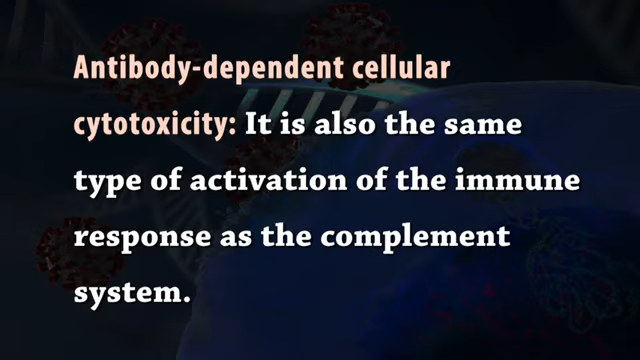 Antibody-dependent cellular
cytotoxicity: It is also the same
type of activation of the immune
response as the complement
system.